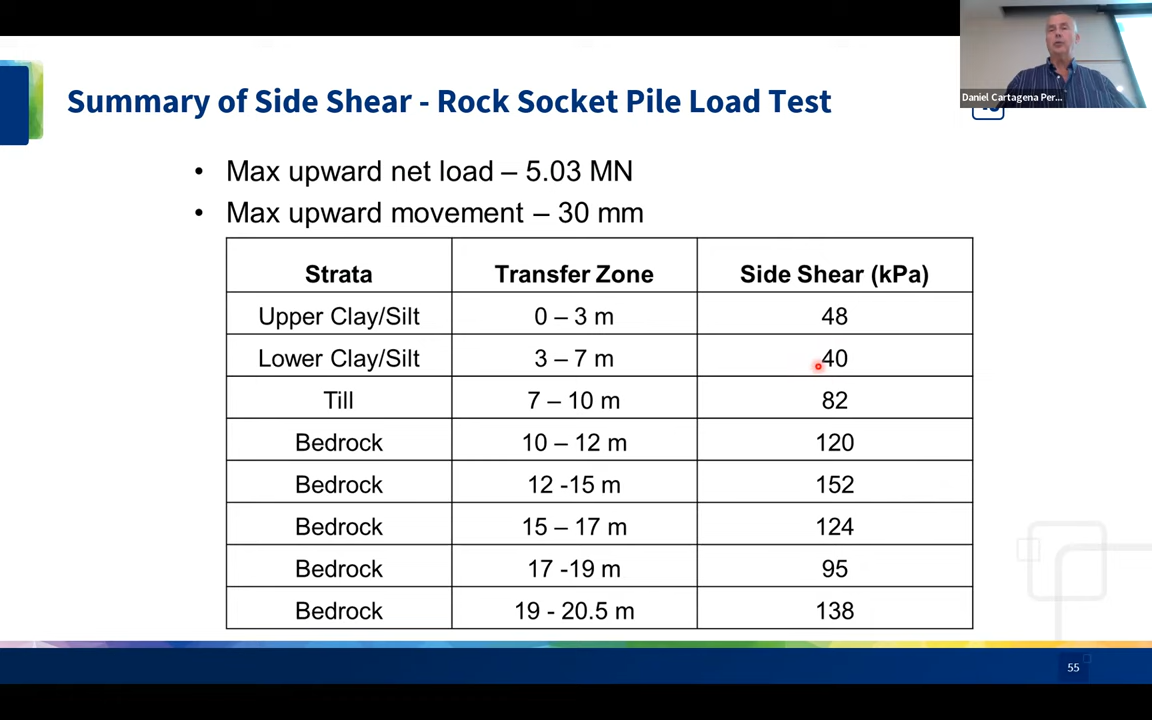 Summary of Side Shear - Rock Socket Pile Load Test
Daniel Cartagena Per...
• Max upward net load – 5.03 MN
• Max upward movement – 30 mm
Strata Transfer Zone Side Shear (kPa)
Upper Clay/Silt 0 – 3 m 48
Lower Clay/Silt 3 – 7 m 40
Till 7 – 10 m 82
Bedrock 10 – 12 m 120
Bedrock 12 -15 m 152
Bedrock 15 – 17 m 124
Bedrock 17 -19 m 95
Bedrock 19 - 20.5 m 138
55